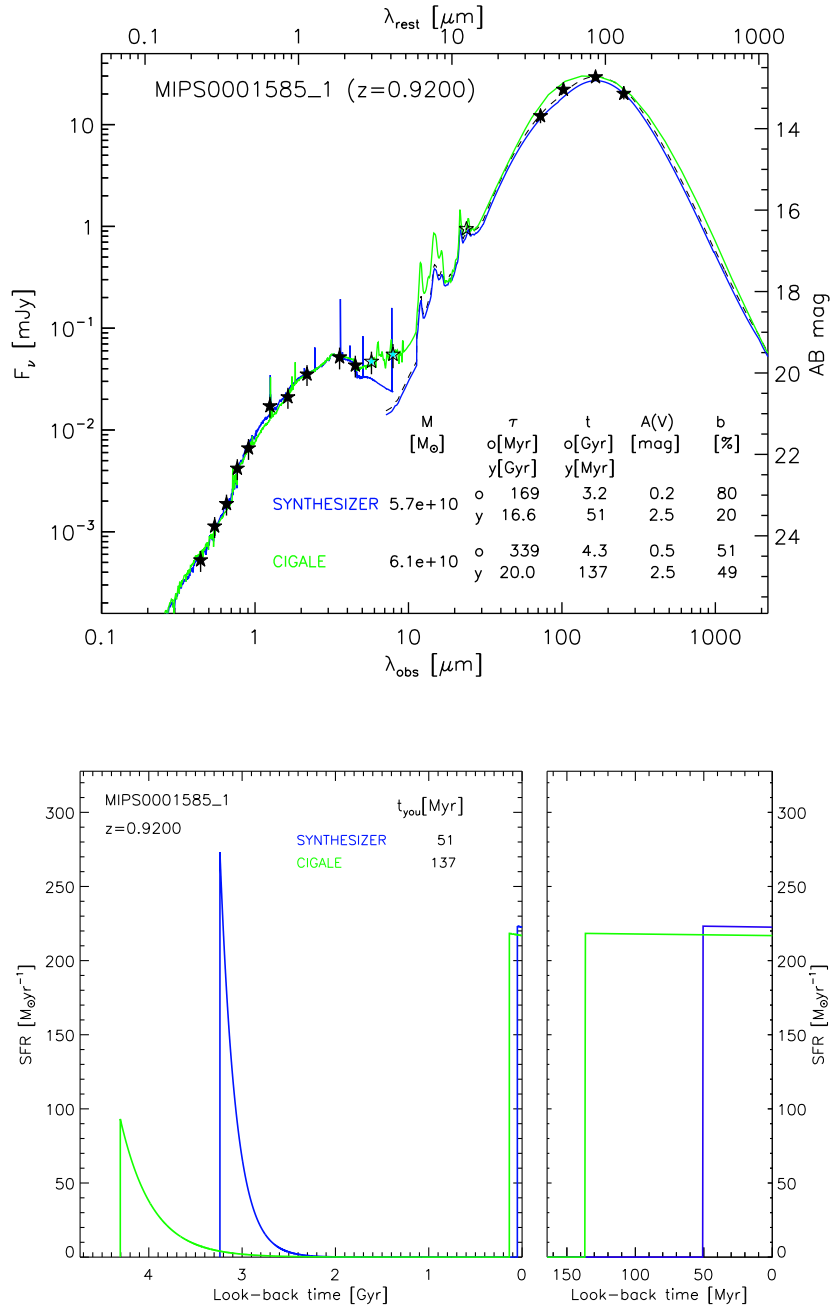 λrest [μm]
0.1 1 10 100 1000
MIPS0001585_1 (z=0.9200)
10
1
10⁻¹
10⁻²
10⁻³
Fν [mJy]
14
16
18
20
22
24
AB mag
M τ t A(V) b
[M⊙] o[Myr] o[Gyr] [mag] [%]
y[Gyr] y[Myr]
SYNTHESIZER 5.7e+10
o 169 3.2 0.2 80
y 16.6 51 2.5 20
CIGALE 6.1e+10
o 339 4.3 0.5 51
y 20.0 137 2.5 49
0.1 1 10 100 1000
λobs [μm]
MIPS0001585_1
z=0.9200
tyou[Myr]
SYNTHESIZER 51
CIGALE 137
300
250
200
150
100
50
0
SFR [M⊙yr⁻¹]
4 3 2 1 0
Look-back time [Gyr]
300
250
200
150
100
50
0
SFR [M⊙yr⁻¹]
150 100 50 0
Look-back time [Myr]